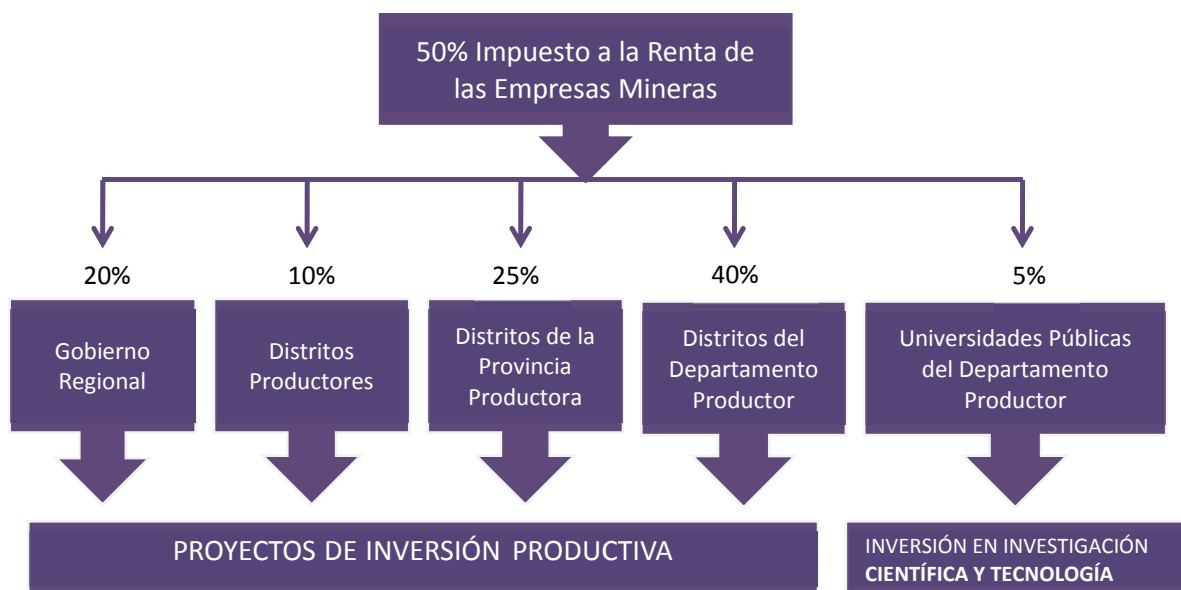 50% Impuesto a la Renta de
las Empresas Mineras
20%
10%
25%
40%
5%
Gobierno
Regional
Distritos
Productores
Distritos de la
Provincia
Productora
Distritos del
Departamento
Productor
Universidades Públicas
del Departamento
Productor
PROYECTOS DE INVERSIÓN PRODUCTIVA
INVERSIÓN EN INVESTIGACIÓN
CIENTÍFICA Y TECNOLOGÍA